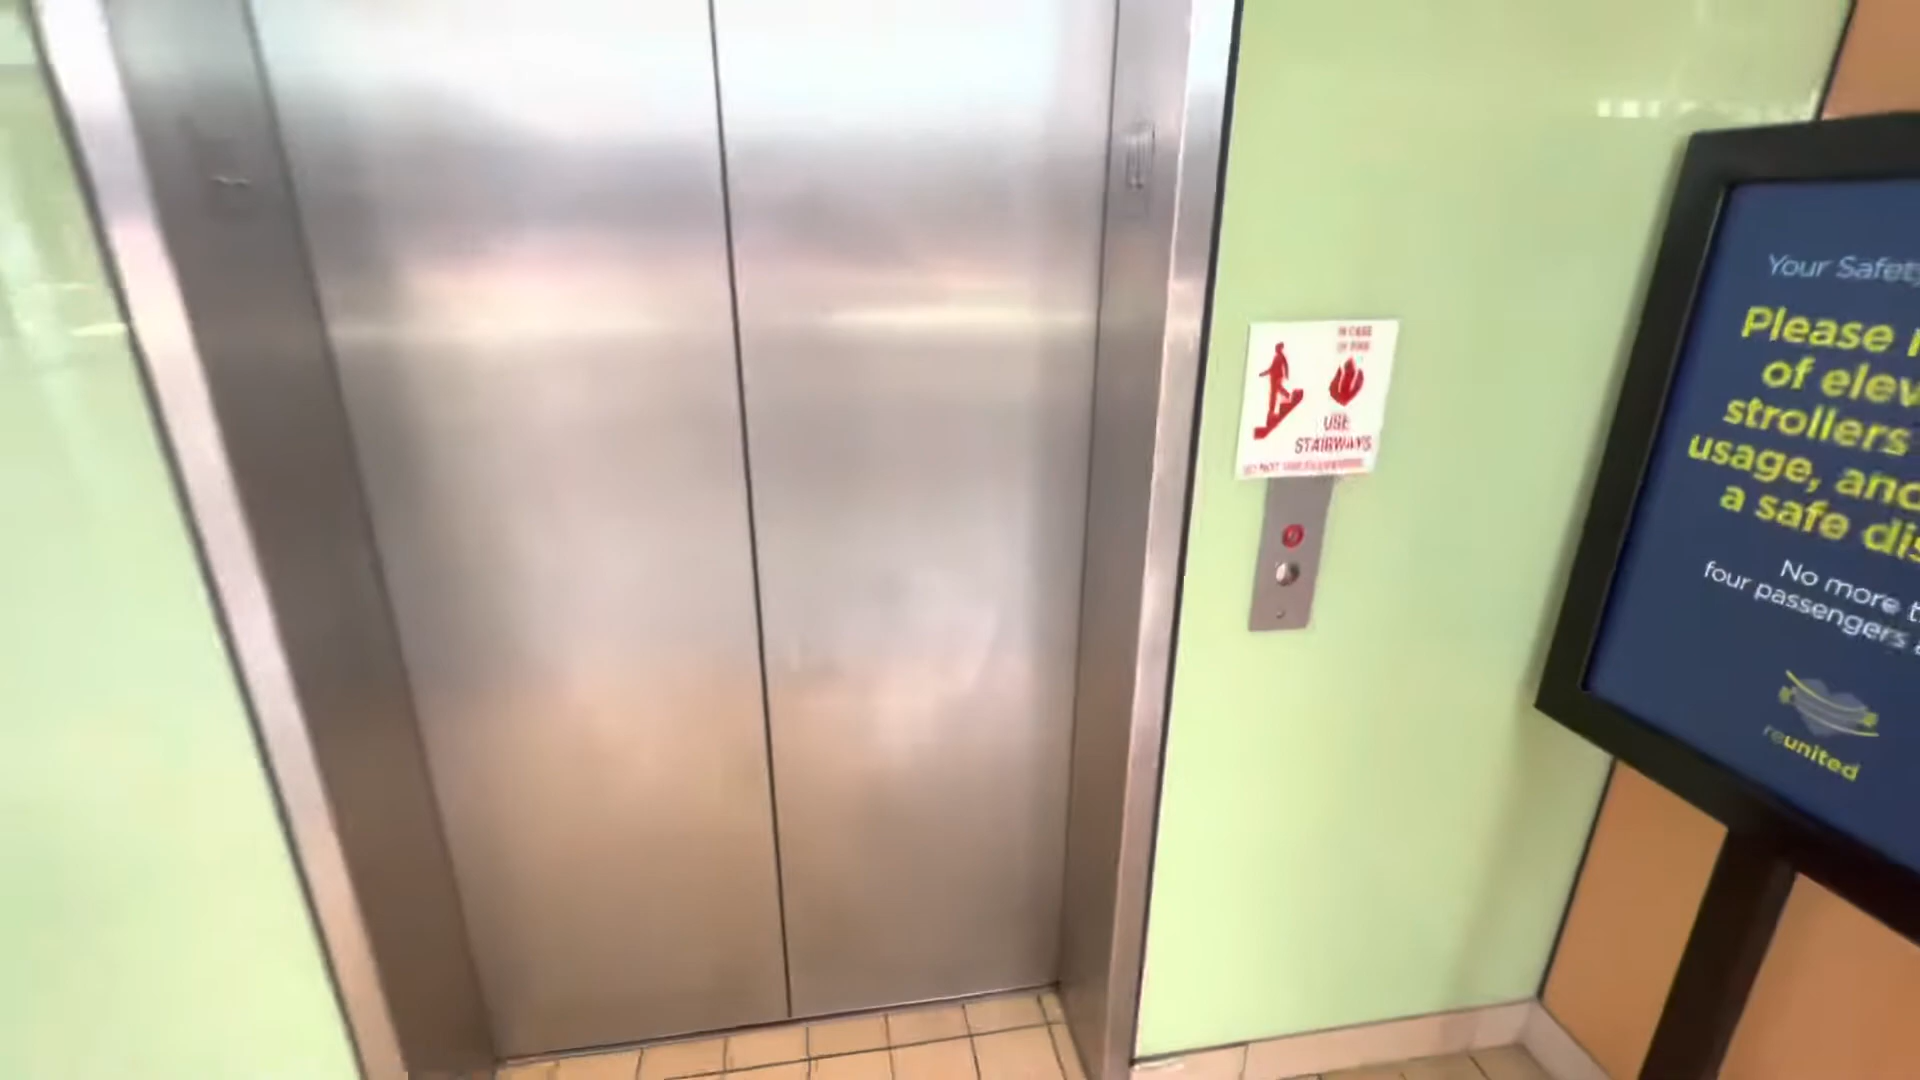 IN CASE
OF FIRE
USE
STAIRWAYS
Your Safety
Please
of elev
strollers
usage, and
a safe dis
No more t
four passengers a
reunited